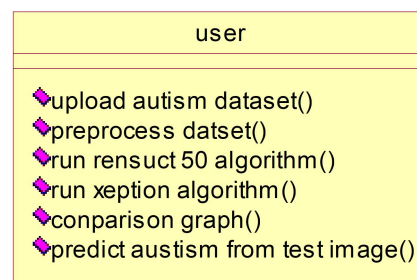 user
upload autism dataset()
preprocess datset()
run rensuct 50 algorithm()
run xeption algorithm()
conparison graph()
predict austism from test image()